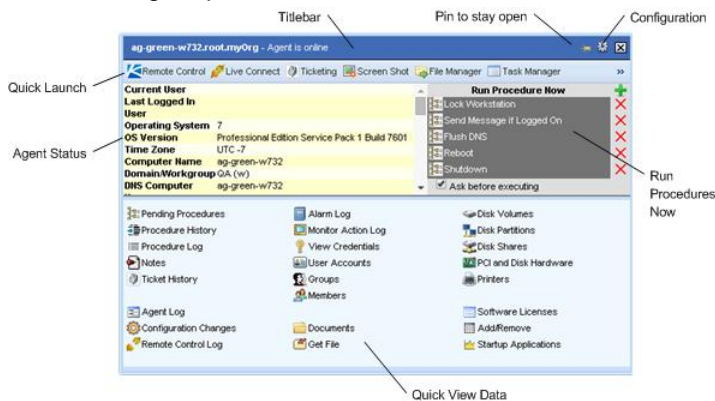 Titlebar
Pin to stay open
Configuration
ag-green-w732.root.myOrg - Agent is online
Quick Launch
Remote Control Live Connect Ticketing Screen Shot File Manager Task Manager »
Agent Status
Current User
Last Logged In
User
Operating System 7
OS Version Professional Edition Service Pack 1 Build 7601
Time Zone UTC -7
Computer Name ag-green-w732
Domain/Workgroup QA (w)
DNS Computer ag-green-w732
Run Procedure Now
Lock Workstation
Send Message if Logged On
Flush DNS
Reboot
Shutdown
Ask before executing
Run
Procedures
Now
Pending Procedures
Procedure History
Procedure Log
Notes
Ticket History
Alarm Log
Monitor Action Log
View Credentials
User Accounts
Groups
Members
Disk Volumes
Disk Partitions
Disk Shares
PCI and Disk Hardware
Printers
Agent Log
Configuration Changes
Remote Control Log
Documents
Get File
Software Licenses
Add/Remove
Startup Applications
Quick View Data